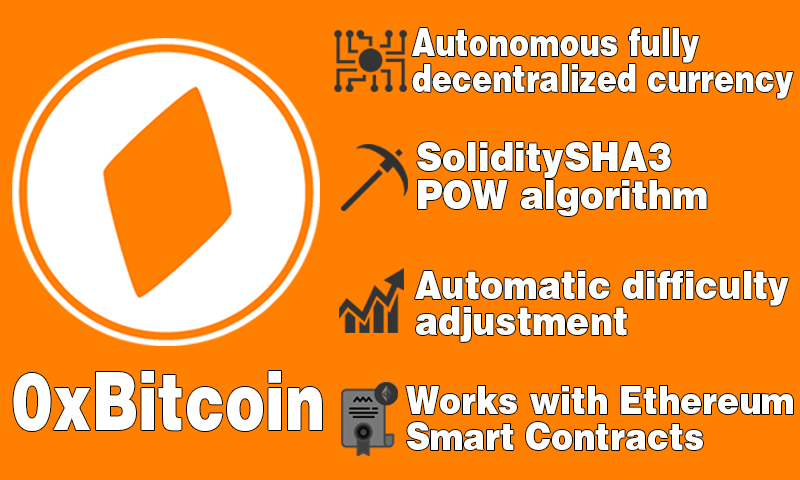 Autonomous fully
decentralized currency
SoliditySHA3
POW algorithm
Automatic difficulty
adjustment
0xBitcoin
Works with Ethereum
Smart Contracts